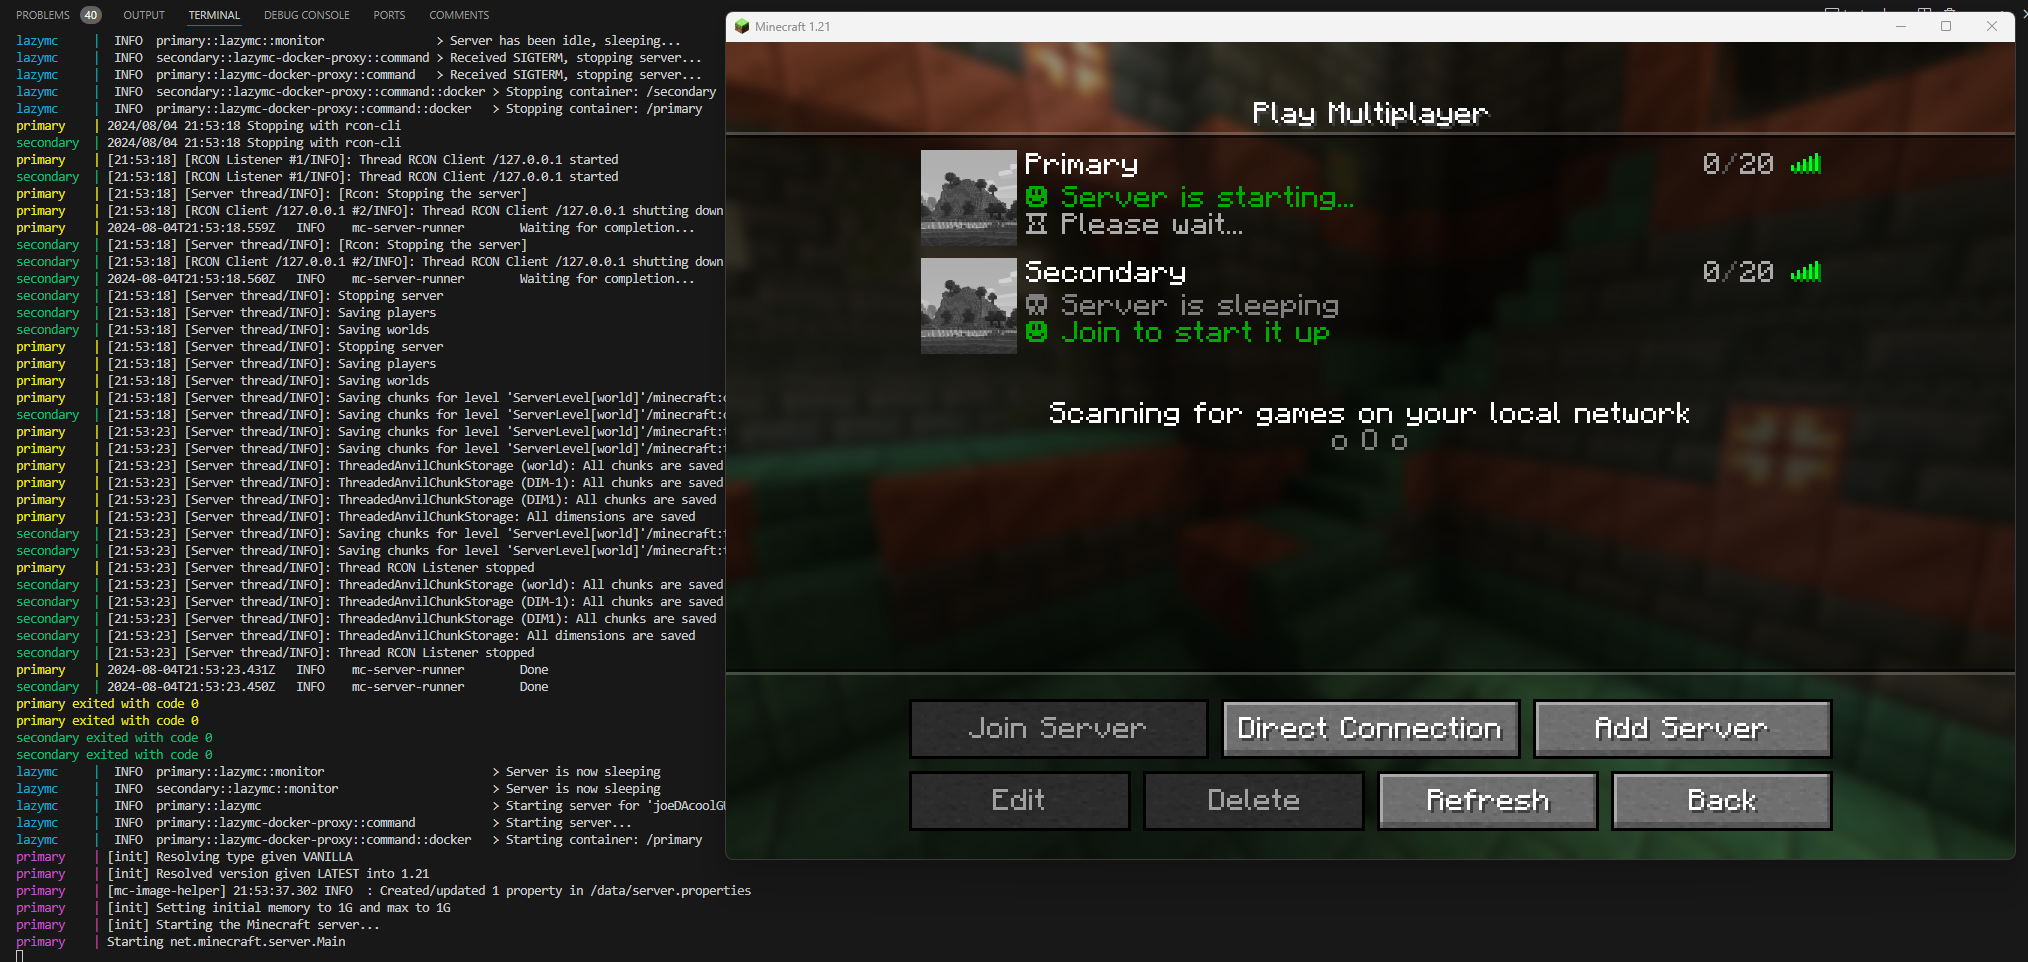 PROBLEMS 40 OUTPUT TERMINAL DEBUG CONSOLE PORTS COMMENTS
lazymc | INFO primary::lazymc::monitor > Server has been idle, sleeping...
lazymc | INFO secondary::lazymc-docker-proxy::command > Received SIGTERM, stopping server...
lazymc | INFO primary::lazymc-docker-proxy::command > Received SIGTERM, stopping server...
lazymc | INFO secondary::lazymc-docker-proxy::command::docker > Stopping container: /secondary
lazymc | INFO primary::lazymc-docker-proxy::command::docker > Stopping container: /primary
primary | 2024/08/04 21:53:18 Stopping with rcon-cli
secondary | 2024/08/04 21:53:18 Stopping with rcon-cli
primary | [21:53:18] [RCON Listener #1/INFO]: Thread RCON Client /127.0.0.1 started
secondary | [21:53:18] [RCON Listener #1/INFO]: Thread RCON Client /127.0.0.1 started
primary | [21:53:18] [Server thread/INFO]: [Rcon: Stopping the server]
primary | [21:53:18] [RCON Client /127.0.0.1 #2/INFO]: Thread RCON Client /127.0.0.1 shutting down
primary | 2024-08-04T21:53:18.559Z INFO mc-server-runner Waiting for completion...
secondary | [21:53:18] [Server thread/INFO]: [Rcon: Stopping the server]
secondary | [21:53:18] [RCON Client /127.0.0.1 #2/INFO]: Thread RCON Client /127.0.0.1 shutting down
secondary | 2024-08-04T21:53:18.560Z INFO mc-server-runner Waiting for completion...
secondary | [21:53:18] [Server thread/INFO]: Stopping server
secondary | [21:53:18] [Server thread/INFO]: Saving players
secondary | [21:53:18] [Server thread/INFO]: Saving worlds
primary | [21:53:18] [Server thread/INFO]: Stopping server
primary | [21:53:18] [Server thread/INFO]: Saving players
primary | [21:53:18] [Server thread/INFO]: Saving worlds
primary | [21:53:18] [Server thread/INFO]: Saving chunks for level 'ServerLevel[world]'/minecraft:
secondary | [21:53:18] [Server thread/INFO]: Saving chunks for level 'ServerLevel[world]'/minecraft:
primary | [21:53:23] [Server thread/INFO]: Saving chunks for level 'ServerLevel[world]'/minecraft:
primary | [21:53:23] [Server thread/INFO]: Saving chunks for level 'ServerLevel[world]'/minecraft:
primary | [21:53:23] [Server thread/INFO]: ThreadedAnvilChunkStorage (world): All chunks are saved
primary | [21:53:23] [Server thread/INFO]: ThreadedAnvilChunkStorage (DIM-1): All chunks are saved
primary | [21:53:23] [Server thread/INFO]: ThreadedAnvilChunkStorage (DIM1): All chunks are saved
primary | [21:53:23] [Server thread/INFO]: ThreadedAnvilChunkStorage: All dimensions are saved
secondary | [21:53:23] [Server thread/INFO]: Saving chunks for level 'ServerLevel[world]'/minecraft:
secondary | [21:53:23] [Server thread/INFO]: Saving chunks for level 'ServerLevel[world]'/minecraft:
primary | [21:53:23] [Server thread/INFO]: Thread RCON Listener stopped
secondary | [21:53:23] [Server thread/INFO]: ThreadedAnvilChunkStorage (world): All chunks are saved
secondary | [21:53:23] [Server thread/INFO]: ThreadedAnvilChunkStorage (DIM-1): All chunks are saved
secondary | [21:53:23] [Server thread/INFO]: ThreadedAnvilChunkStorage (DIM1): All chunks are saved
secondary | [21:53:23] [Server thread/INFO]: ThreadedAnvilChunkStorage: All dimensions are saved
secondary | [21:53:23] [Server thread/INFO]: Thread RCON Listener stopped
primary | 2024-08-04T21:53:23.431Z INFO mc-server-runner Done
secondary | 2024-08-04T21:53:23.450Z INFO mc-server-runner Done
primary exited with code 0
primary exited with code 0
secondary exited with code 0
secondary exited with code 0
lazymc | INFO primary::lazymc::monitor > Server is now sleeping
lazymc | INFO secondary::lazymc::monitor > Server is now sleeping
lazymc | INFO primary::lazymc > Starting server for 'joeDAcoolG
lazymc | INFO primary::lazymc-docker-proxy::command > Starting server...
lazymc | INFO primary::lazymc-docker-proxy::command::docker > Starting container: /primary
primary | [init] Resolving type given VANILLA
primary | [init] Resolved version given LATEST into 1.21
primary | [mc-image-helper] 21:53:37.302 INFO : Created/updated 1 property in /data/server.properties
primary | [init] Setting initial memory to 1G and max to 1G
primary | [init] Starting the Minecraft server...
primary | Starting net.minecraft.server.Main
Minecraft 1.21
Play Multiplayer
Primary 0/20
Server is starting...
Please wait...
Secondary 0/20
Server is sleeping
Join to start it up
Scanning for games on your local network
o O o
Join Server Direct Connection Add Server
Edit Delete Refresh Back